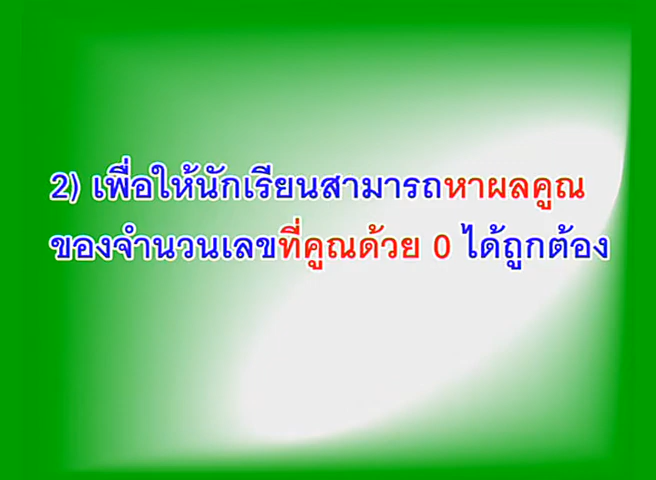 2) เพื่อให้นักเรียนสามารถหาผลคูณ
ของจำนวนเลขที่คูณด้วย 0 ได้ถูกต้อง